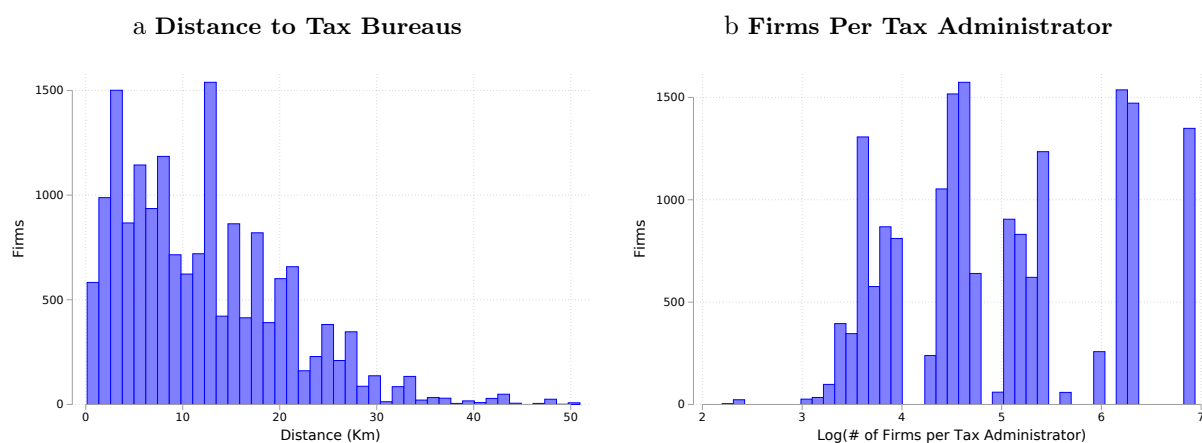 a Distance to Tax Bureaus
1500
1000
500
0
Firms
0 10 20 30 40 50
Distance (Km)
b Firms Per Tax Administrator
1500
1000
500
0
Firms
2 3 4 5 6 7
Log(# of Firms per Tax Administrator)